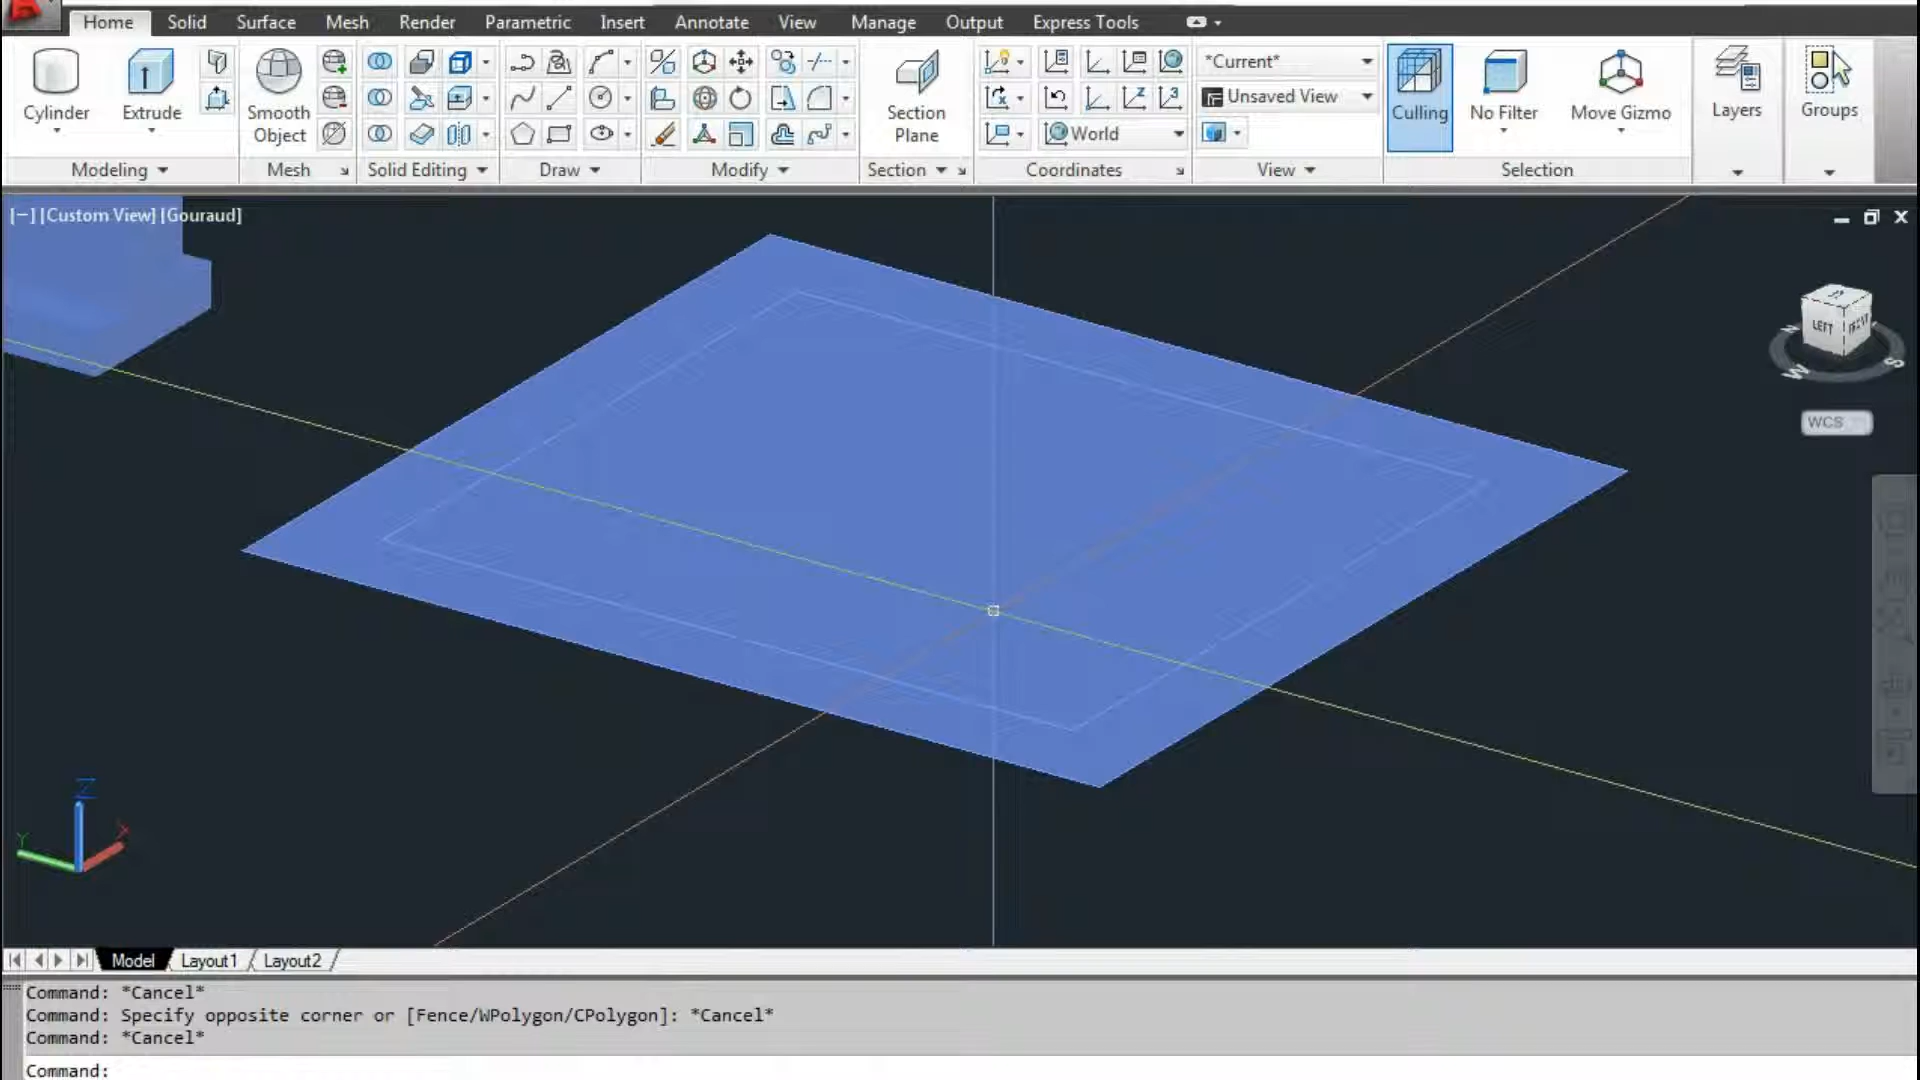 Home Solid Surface Mesh Render Parametric Insert Annotate View Manage Output Express Tools
Cylinder
Extrude
Smooth
Object
Section
Plane
World
*Current*
Unsaved View
Culling
No Filter
Move Gizmo
Layers
Groups
Modeling
Mesh
Solid Editing
Draw
Modify
Section
Coordinates
View
Selection
[−] [Custom View] [Gouraud]
LEFT FRONT
N
W
S
WCS
Z
Y
X
Model Layout1 Layout2
Command: *Cancel*
Command: Specify opposite corner or [Fence/WPolygon/CPolygon]: *Cancel*
Command: *Cancel*
Command: